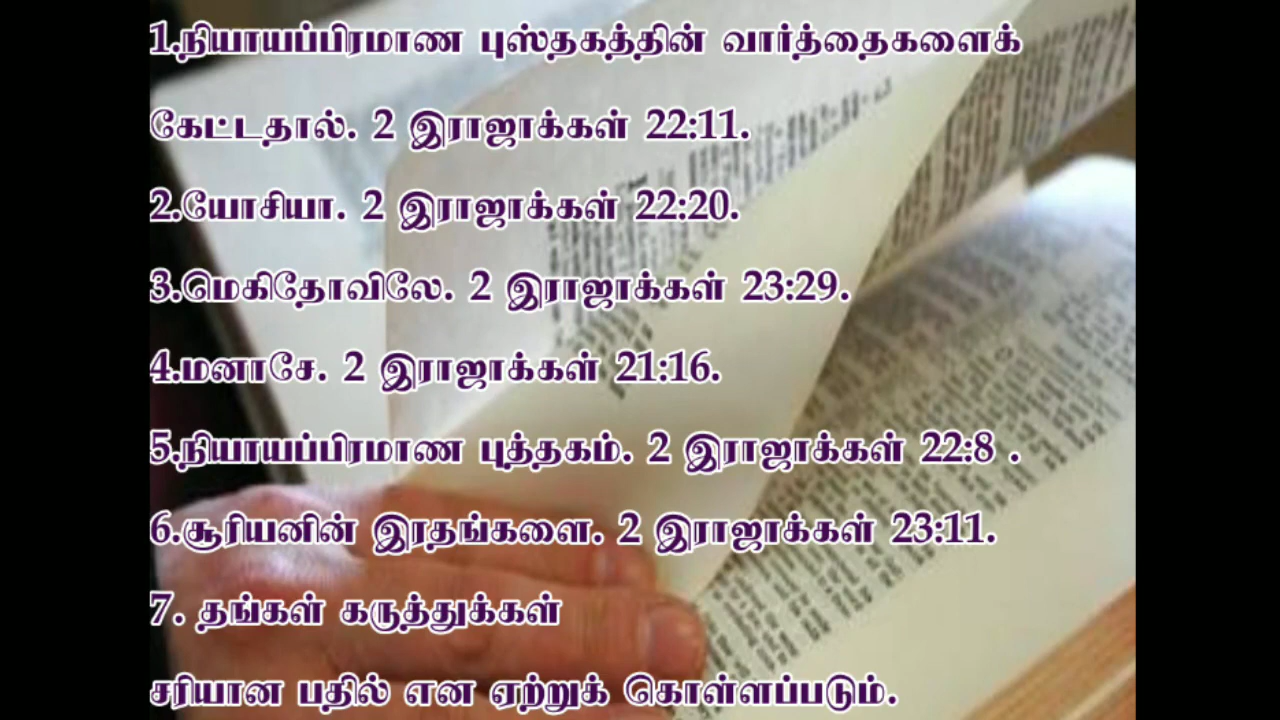 1.நியாயப்பிரமாண புஸ்தகத்தின் வார்த்தைகளைக்
கேட்டதால். 2 இராஜாக்கள் 22:11.
2.யோசியா. 2 இராஜாக்கள் 22:20.
3.மெகிதோவிலே. 2 இராஜாக்கள் 23:29.
4.மனாசே. 2 இராஜாக்கள் 21:16.
5.நியாயப்பிரமாண புத்தகம். 2 இராஜாக்கள் 22:8 .
6.சூரியனின் இரதங்களை. 2 இராஜாக்கள் 23:11.
7. தங்கள் கருத்துக்கள்
சரியான பதில் என ஏற்றுக் கொள்ளப்படும்.